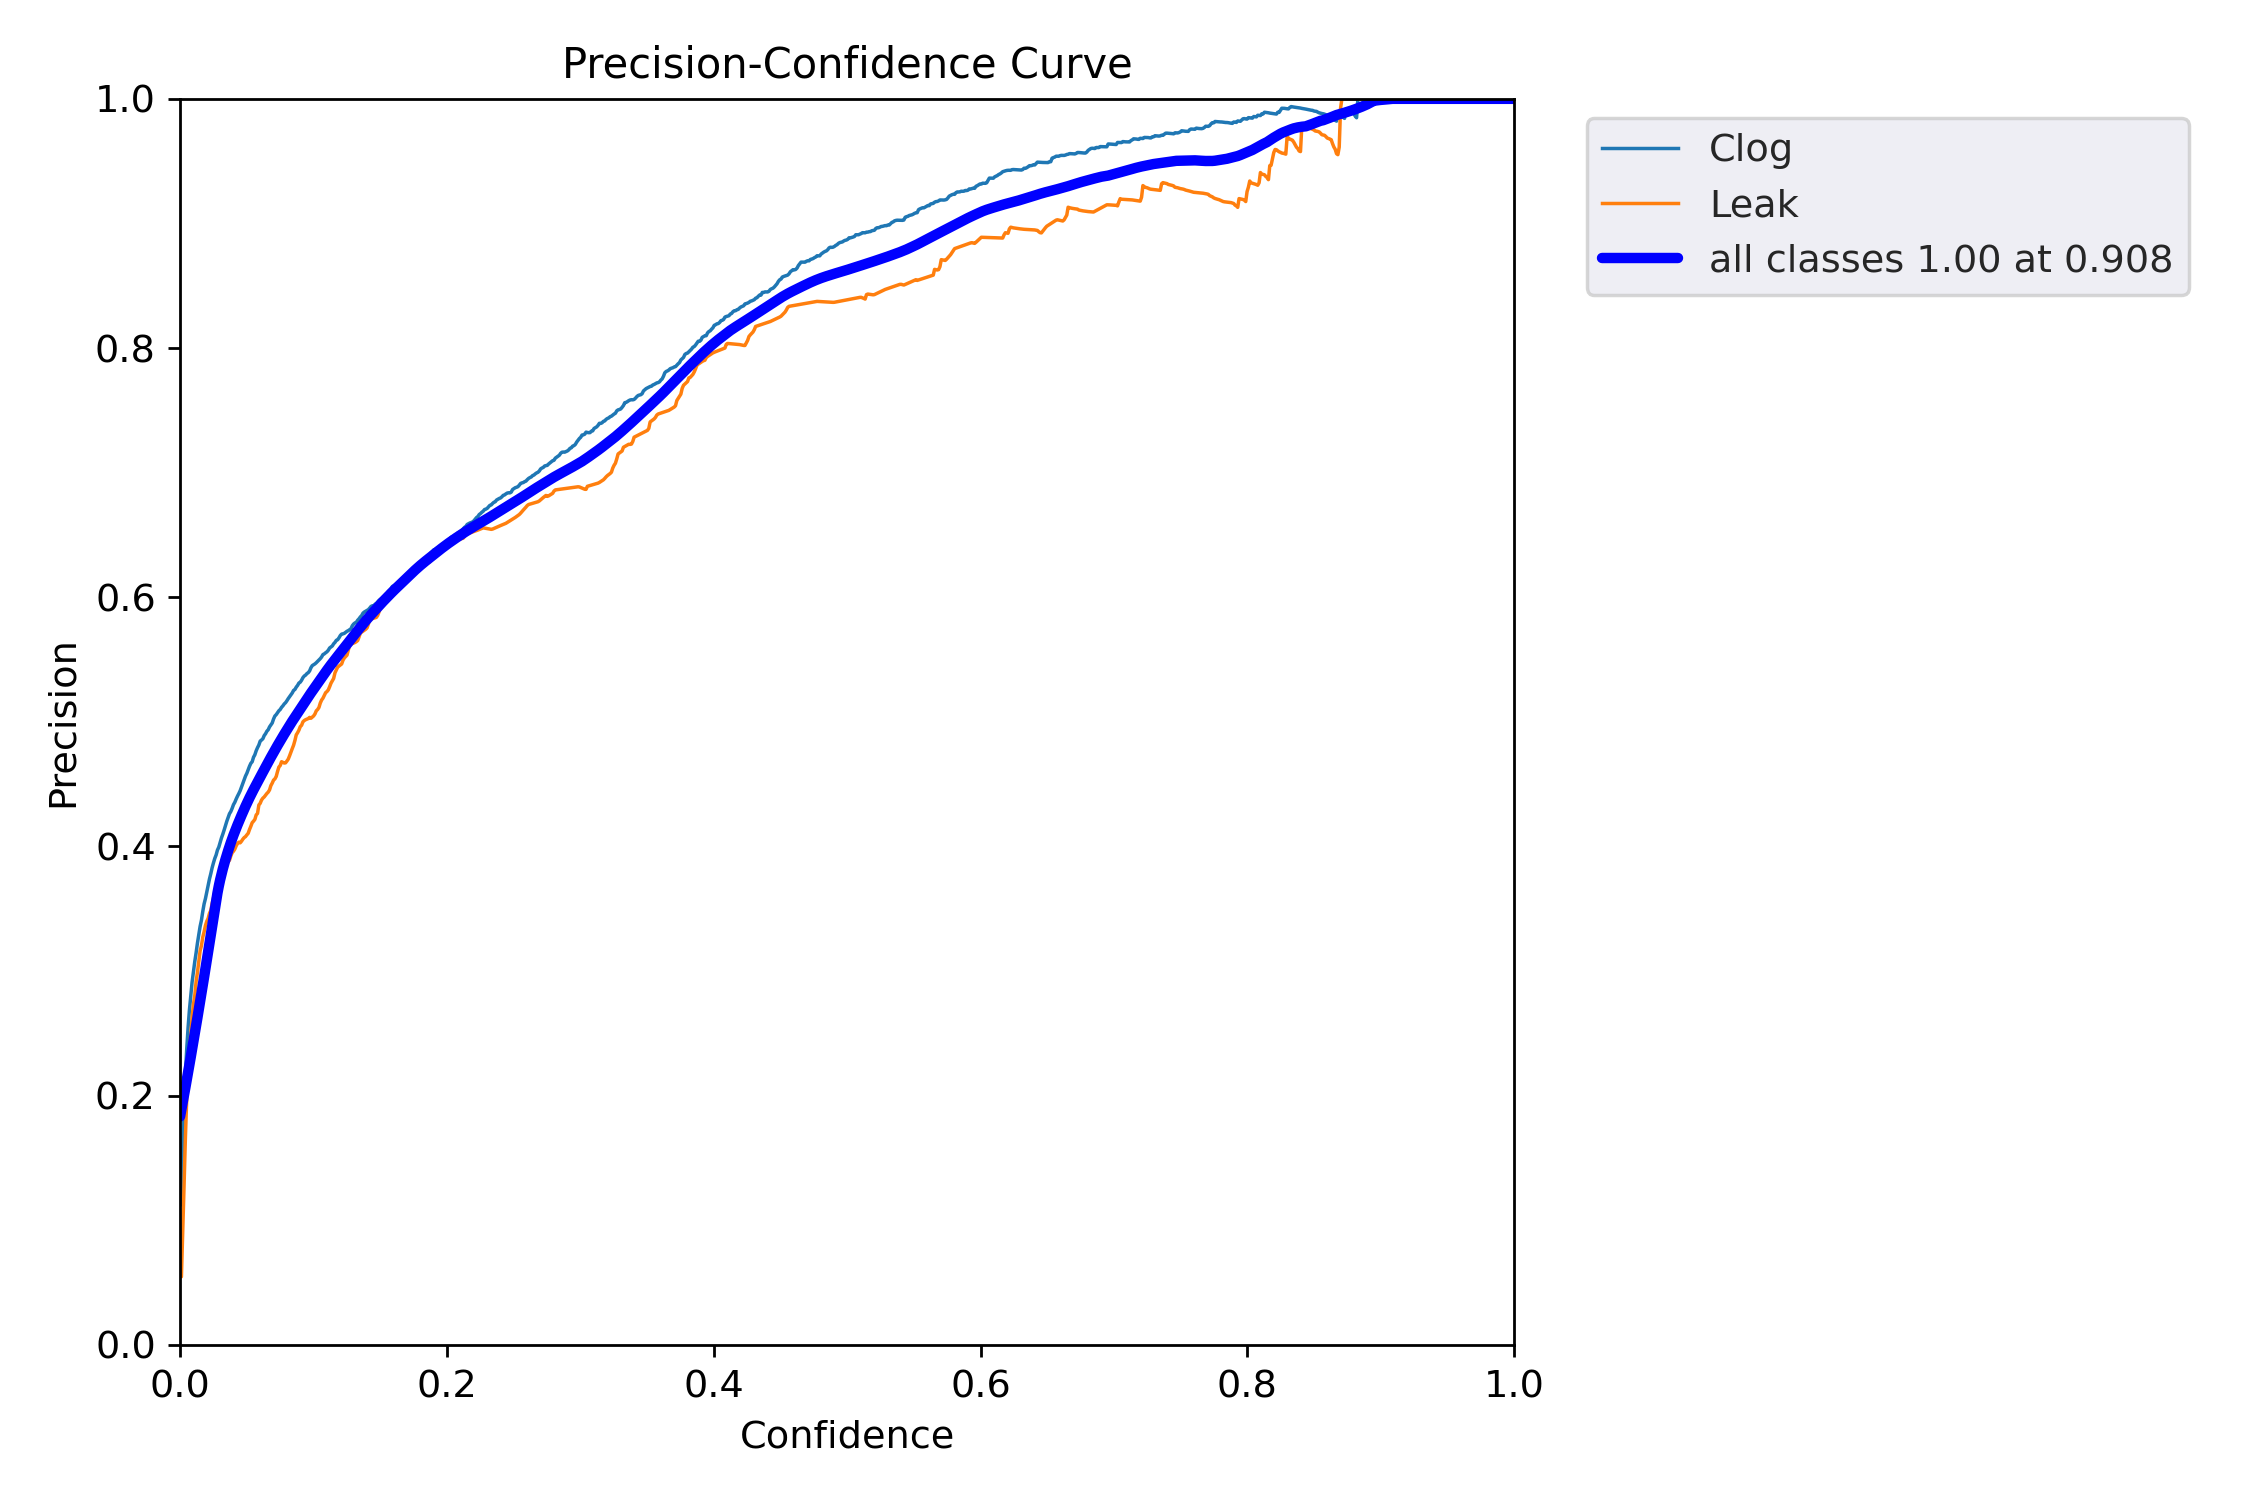 Precision-Confidence Curve
1.0
0.8
0.6
0.4
0.2
0.0
Precision
0.0 0.2 0.4 0.6 0.8 1.0
Confidence
Clog
Leak
all classes 1.00 at 0.908